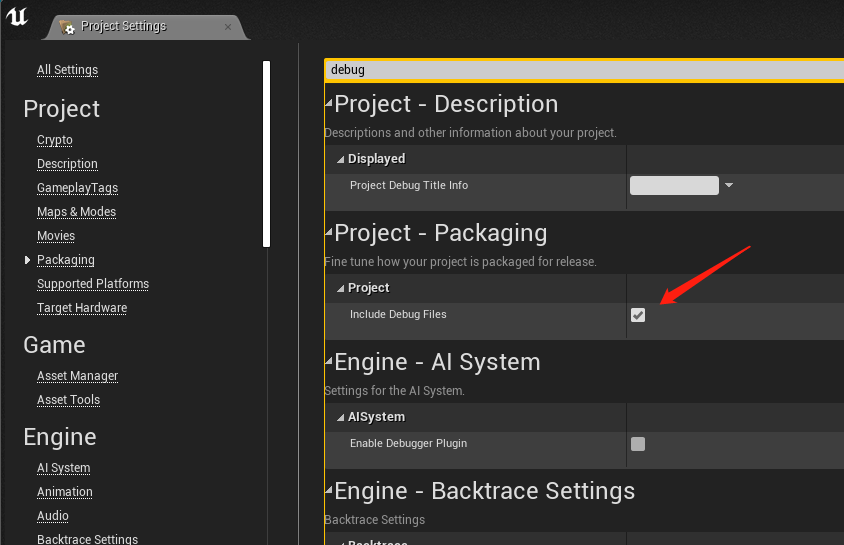 Project Settings
All Settings
Project
Crypto
Description
GameplayTags
Maps & Modes
Movies
Packaging
Supported Platforms
Target Hardware
Game
Asset Manager
Asset Tools
Engine
AI System
Animation
Audio
Backtrace Settings
debug
Project - Description
Descriptions and other information about your project.
Displayed
Project Debug Title Info
Project - Packaging
Fine tune how your project is packaged for release.
Project
Include Debug Files
Engine - AI System
Settings for the AI System.
AISystem
Enable Debugger Plugin
Engine - Backtrace Settings
Backtrace Settings
Backtrace